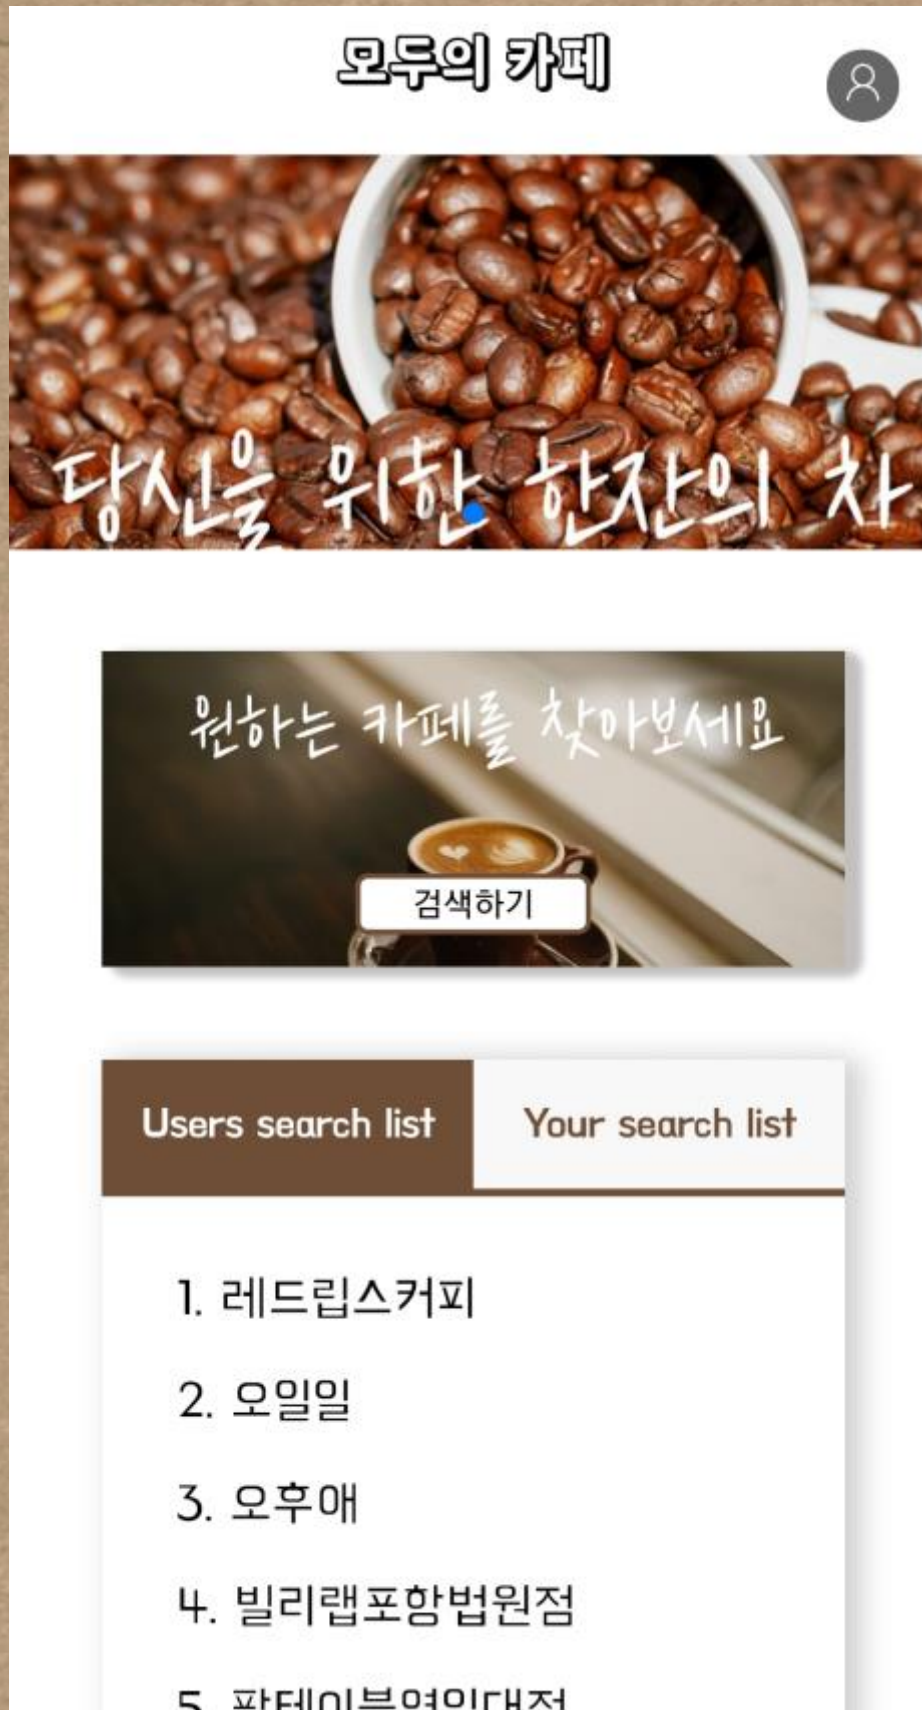 모두의 카페
당신을 위한 한잔의 차
원하는 카페를 찾아보세요
검색하기
Users search list
Your search list
1. 레드립스커피
2. 오일일
3. 오후애
4. 빌리랩포항법원점
5.